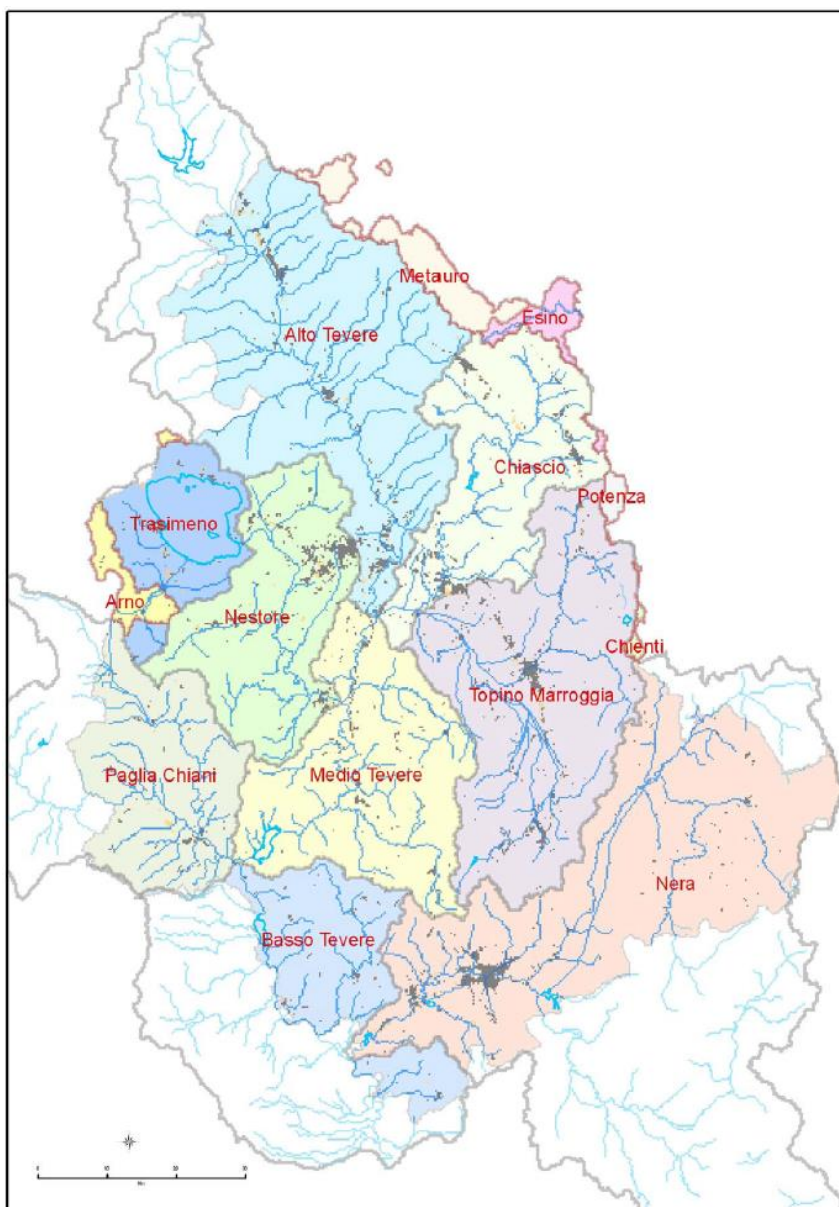 Metauro
Esino
Alto Tevere
Chiascio
Potenza
Trasimeno
Arno
Nestore
Chienti
Topino Marroggia
Paglia Chiani
Medio Tevere
Nera
Basso Tevere